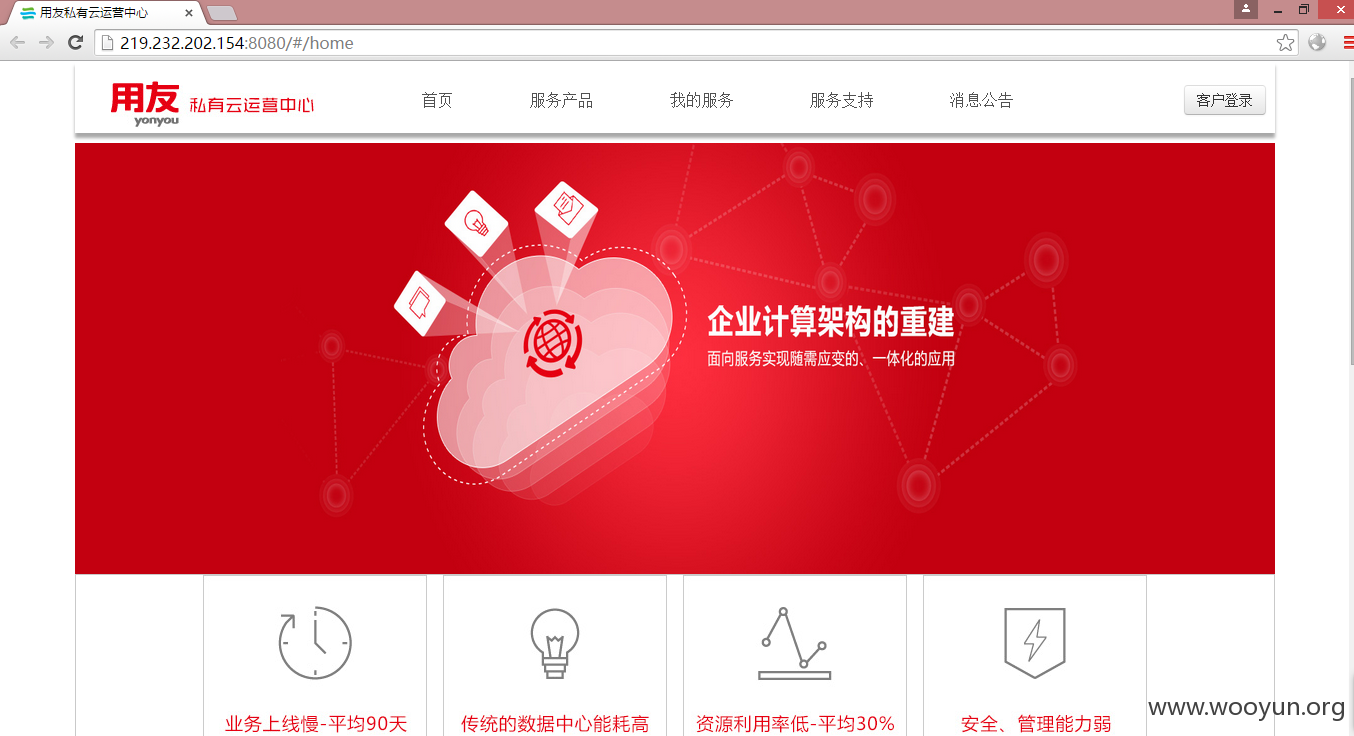 用友私有云运营中心
219.232.202.154:8080/#/home
用友 私有云运营中心
yonyou
首页 服务产品 我的服务 服务支持 消息公告 客户登录
企业计算架构的重建
面向服务实现随需应变的、一体化的应用
业务上线慢-平均90天 传统的数据中心能耗高 资源利用率低-平均30% 安全、管理能力弱
www.wooyun.org